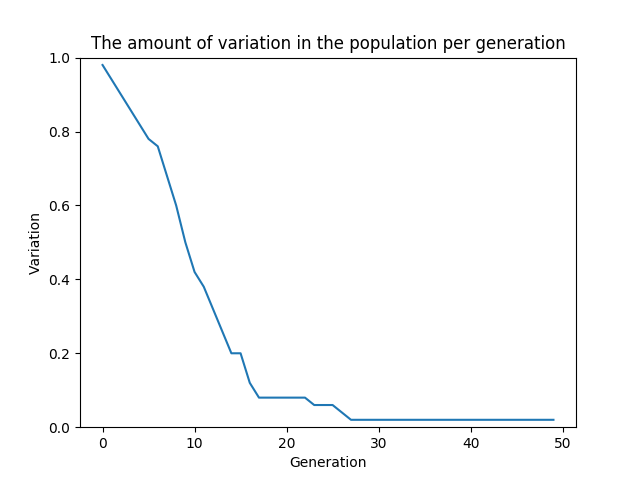 The amount of variation in the population per generation
1.0
0.8
0.6
0.4
0.2
0.0
Variation
0 10 20 30 40 50
Generation